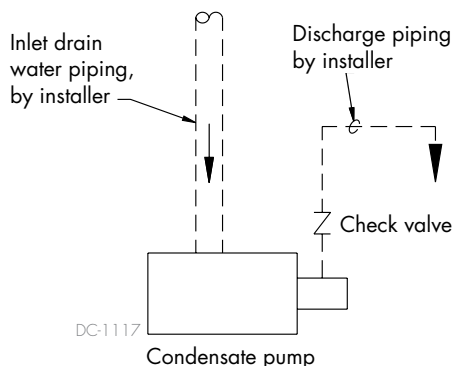 Inlet drain
water piping,
by installer
Discharge piping
by installer
Check valve
DC-1117
Condensate pump